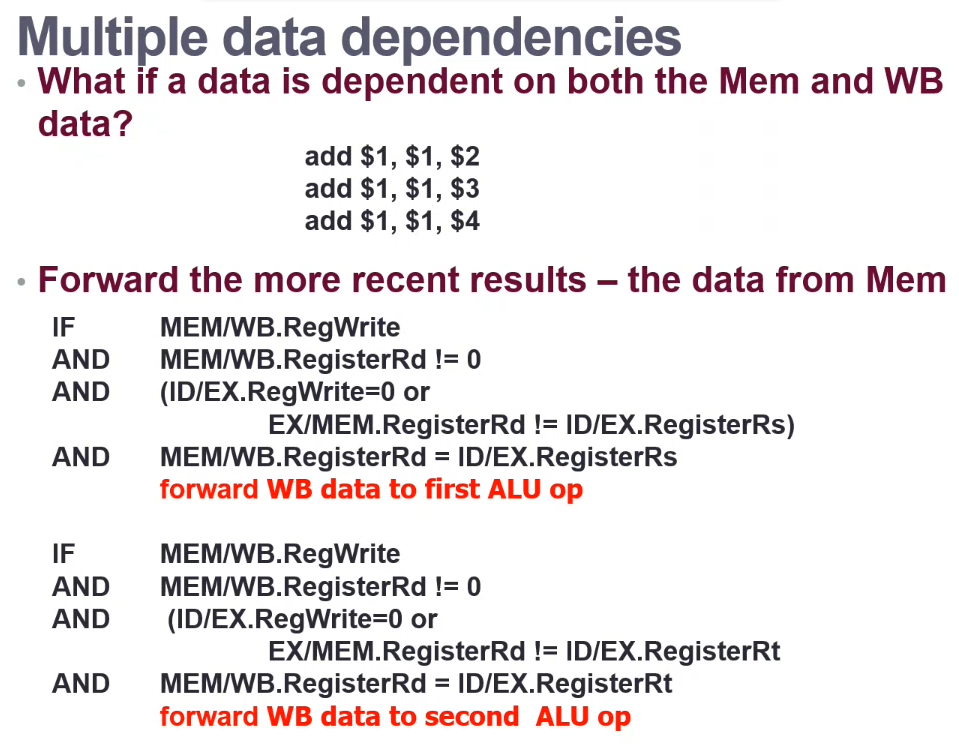 Multiple data dependencies
• What if a data is dependent on both the Mem and WB
data?
add $1, $1, $2
add $1, $1, $3
add $1, $1, $4
• Forward the more recent results – the data from Mem
IF MEM/WB.RegWrite
AND MEM/WB.RegisterRd != 0
AND (ID/EX.RegWrite=0 or
EX/MEM.RegisterRd != ID/EX.RegisterRs)
AND MEM/WB.RegisterRd = ID/EX.RegisterRs
forward WB data to first ALU op
IF MEM/WB.RegWrite
AND MEM/WB.RegisterRd != 0
AND (ID/EX.RegWrite=0 or
EX/MEM.RegisterRd != ID/EX.RegisterRt
AND MEM/WB.RegisterRd = ID/EX.RegisterRt
forward WB data to second ALU op